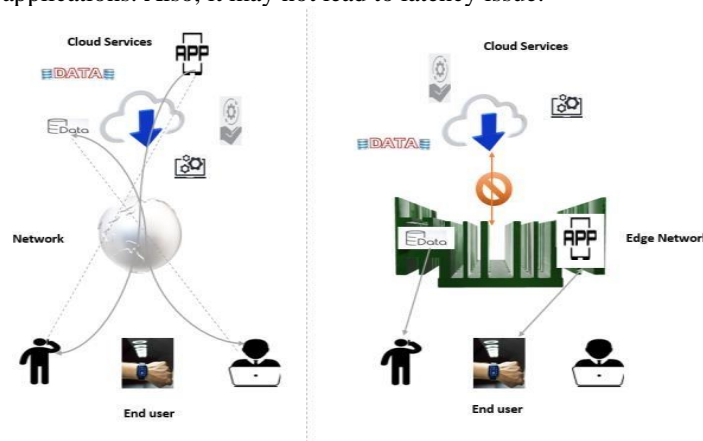 applications. Also, it may not lead to latency issue.
Cloud Services
APP
DATA
Data
Network
End user
Cloud Services
DATA
Data
APP
Edge Network
End user